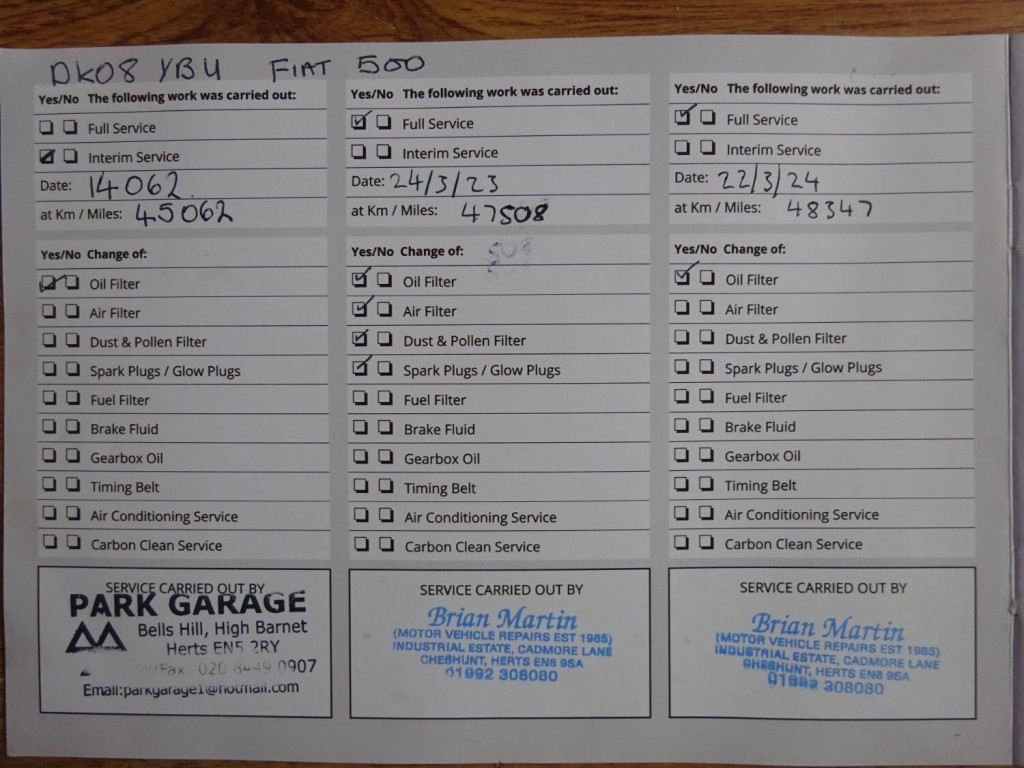 DK08 YBU FIAT 500
Yes/No The following work was carried out:
Full Service
Interim Service
Date: 14062
at Km / Miles: 45062
Yes/No Change of:
Oil Filter
Air Filter
Dust & Pollen Filter
Spark Plugs / Glow Plugs
Fuel Filter
Brake Fluid
Gearbox Oil
Timing Belt
Air Conditioning Service
Carbon Clean Service
SERVICE CARRIED OUT BY
PARK GARAGE
Bells Hill, High Barnet
Herts EN5 2RY
Fax. 020 8449 0907
Email:parkgarage1@hotmail.com
Yes/No The following work was carried out:
Full Service
Interim Service
Date: 24/3/23
at Km / Miles: 47508
Yes/No Change of:
Oil Filter
Air Filter
Dust & Pollen Filter
Spark Plugs / Glow Plugs
Fuel Filter
Brake Fluid
Gearbox Oil
Timing Belt
Air Conditioning Service
Carbon Clean Service
SERVICE CARRIED OUT BY
Brian Martin
(MOTOR VEHICLE REPAIRS EST 1985)
INDUSTRIAL ESTATE, CADMORE LANE
CHESHUNT, HERTS EN8 9SA
01992 308080
Yes/No The following work was carried out:
Full Service
Interim Service
Date: 22/3/24
at Km / Miles: 48347
Yes/No Change of:
Oil Filter
Air Filter
Dust & Pollen Filter
Spark Plugs / Glow Plugs
Fuel Filter
Brake Fluid
Gearbox Oil
Timing Belt
Air Conditioning Service
Carbon Clean Service
SERVICE CARRIED OUT BY
Brian Martin
(MOTOR VEHICLE REPAIRS EST 1985)
INDUSTRIAL ESTATE, CADMORE LANE
CHESHUNT, HERTS EN8 9SA
01992 308080